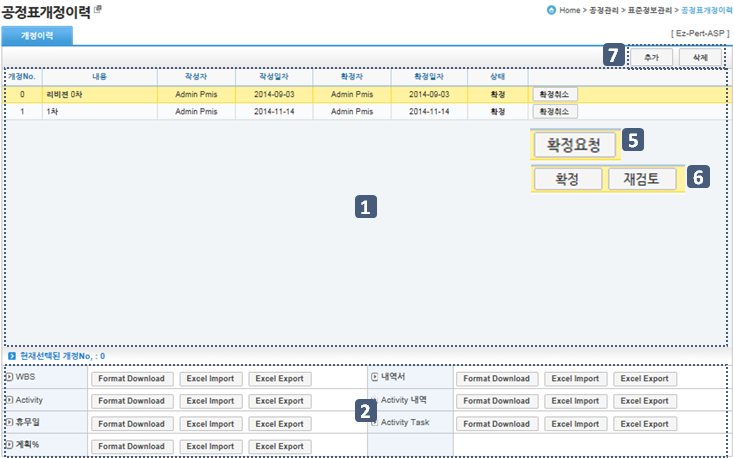 공정표개정이력
Home > 공정관리 > 표준정보관리 > 공정표개정이력
개정이력
[ Ez-Pert-ASP ]
7 추가 삭제
개정No. 내용 작성자 작성일자 확정자 확정일자 상태
0 리비젼 0차 Admin Pmis 2014-09-03 Admin Pmis 2014-09-03 확정 확정취소
1 1차 Admin Pmis 2014-11-14 Admin Pmis 2014-11-14 확정 확정취소
확정요청 5
확정 재검토 6
1
현재선택된 개정No, : 0
WBS Format Download Excel Import Excel Export 내역서 Format Download Excel Import Excel Export
Activity Format Download Excel Import Excel Export Activity 내역 Format Download Excel Import Excel Export
2
휴무일 Format Download Excel Import Excel Export Activity Task Format Download Excel Import Excel Export
계획% Format Download Excel Import Excel Export